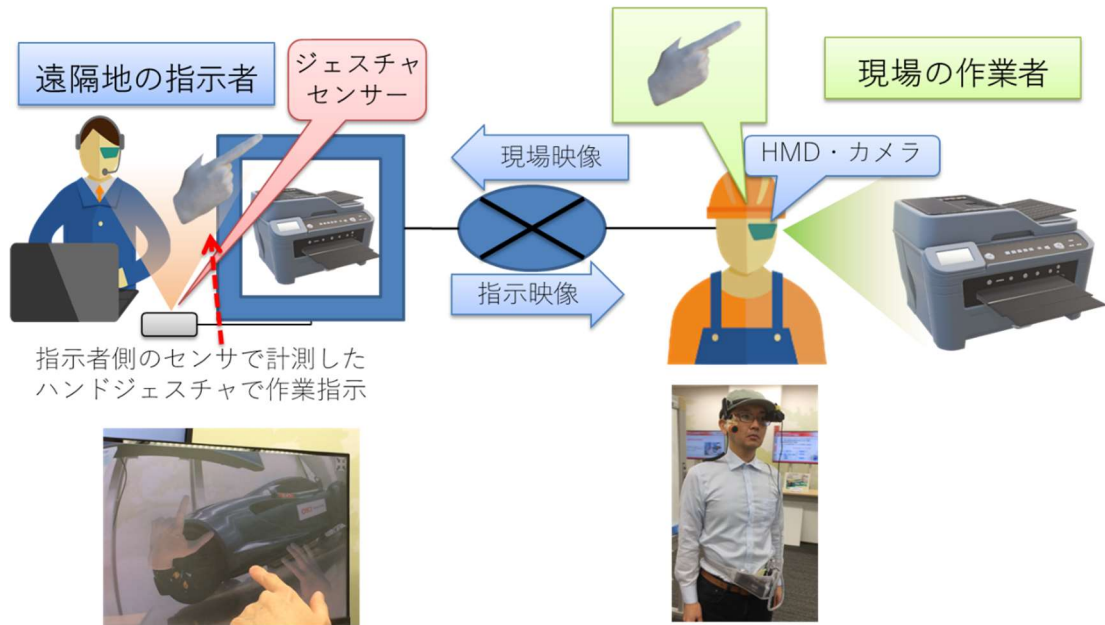 遠隔地の指示者
ジェスチャ
センサー
現場の作業者
HMD・カメラ
現場映像
指示映像
指示者側のセンサで計測した
ハンドジェスチャで作業指示